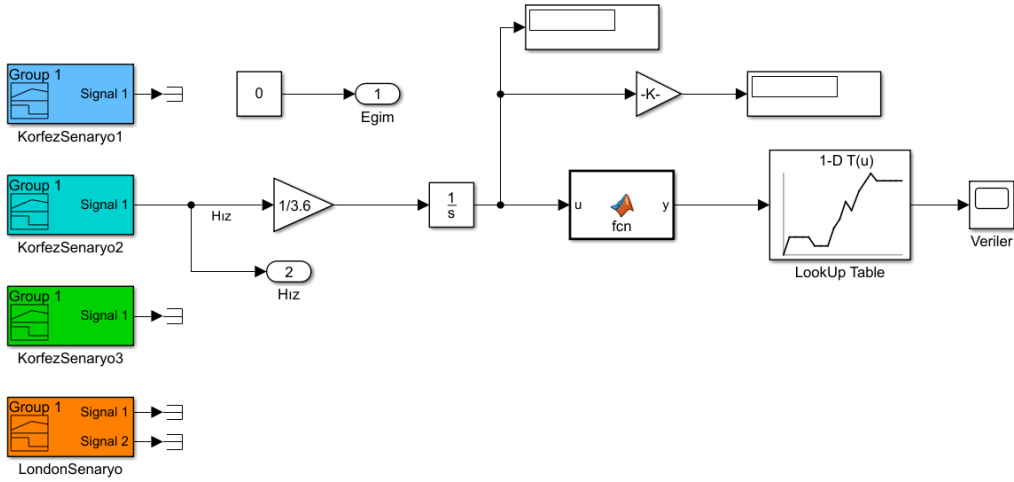 Group 1
Signal 1
KorfezSenaryo1
0
1
Egim
-K-
Group 1
Signal 1
KorfezSenaryo2
Hız
1/3.6
1
s
u
fcn
y
1-D T(u)
LookUp Table
Veriler
2
Hız
Group 1
Signal 1
KorfezSenaryo3
Group 1
Signal 1
Signal 2
LondonSenaryo